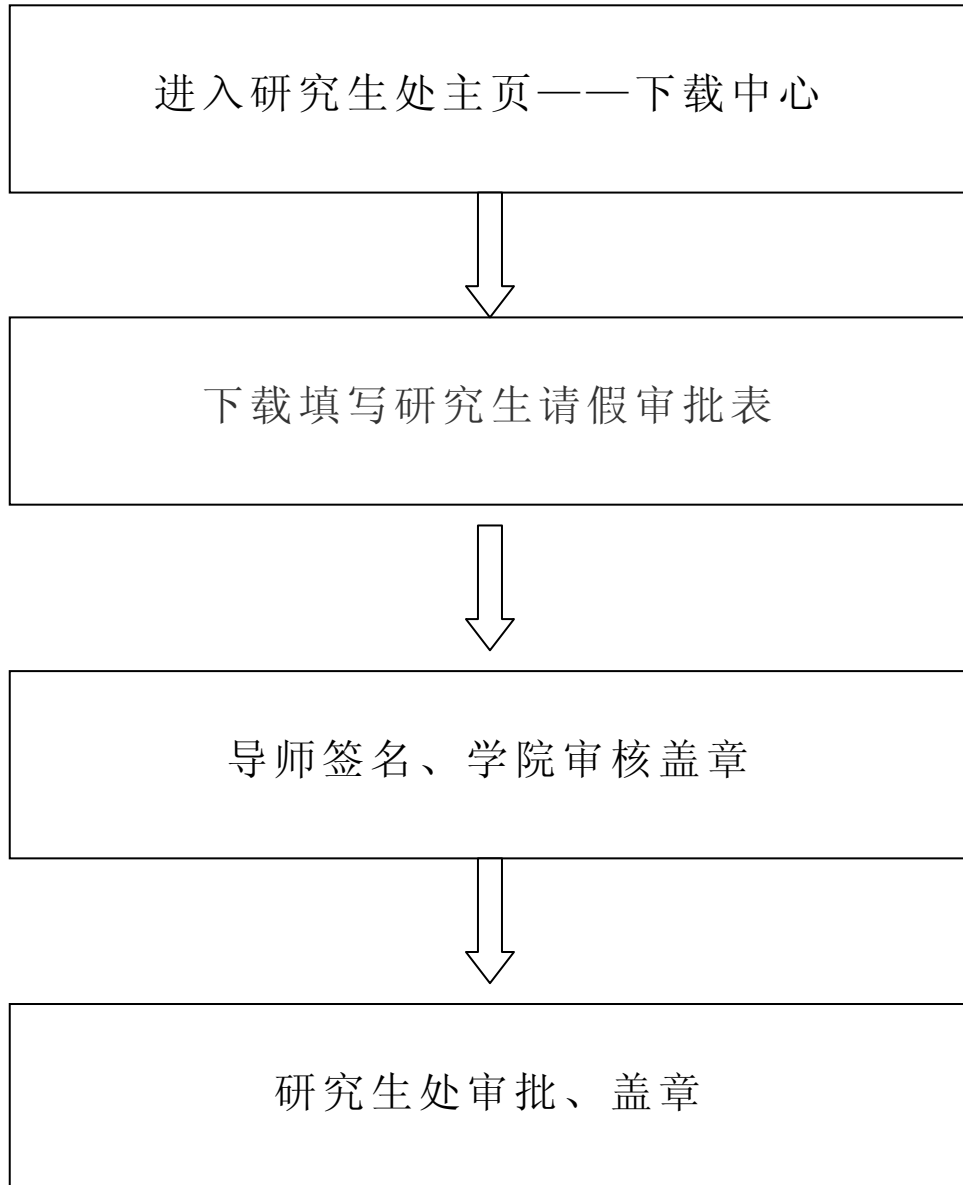 进入研究生处主页——下载中心
下载填写研究生请假审批表
导师签名、学院审核盖章
研究生处审批、盖章